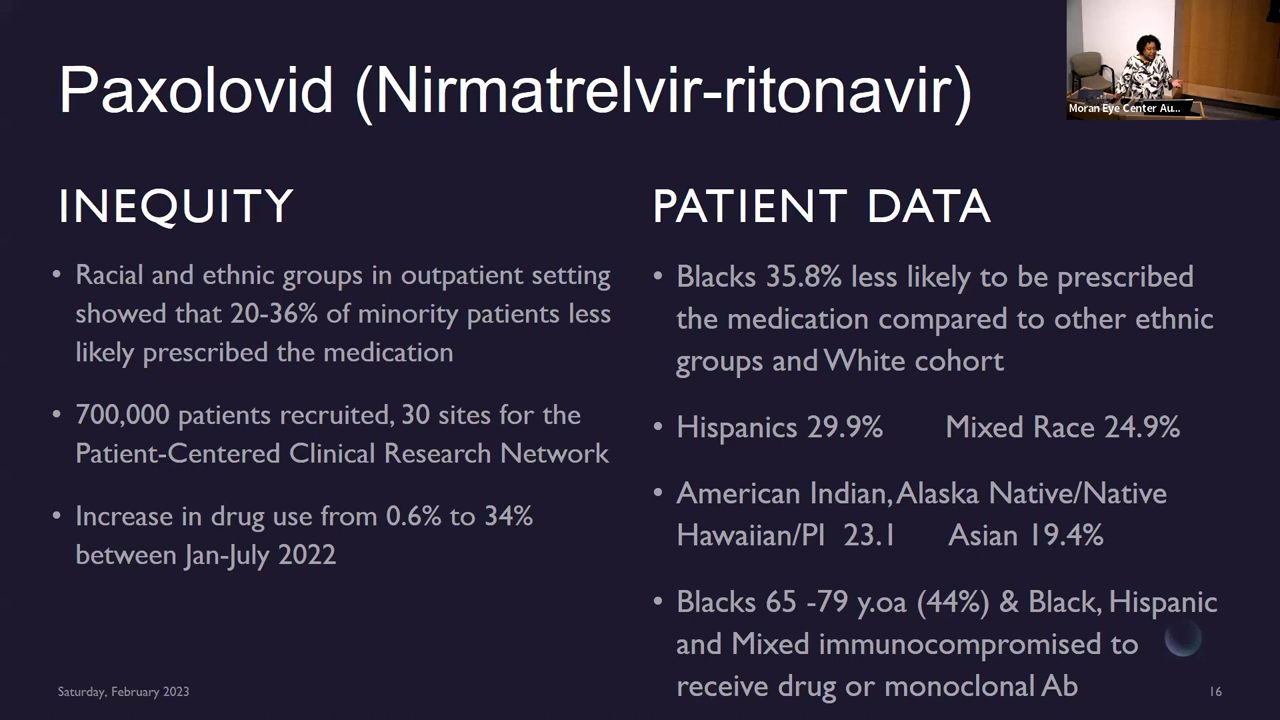 Paxolovid (Nirmatrelvir-ritonavir)
Moran Eye Center Au...
INEQUITY
• Racial and ethnic groups in outpatient setting
showed that 20-36% of minority patients less
likely prescribed the medication
• 700,000 patients recruited, 30 sites for the
Patient-Centered Clinical Research Network
• Increase in drug use from 0.6% to 34%
between Jan-July 2022
PATIENT DATA
• Blacks 35.8% less likely to be prescribed
the medication compared to other ethnic
groups and White cohort
• Hispanics 29.9% Mixed Race 24.9%
• American Indian, Alaska Native/Native
Hawaiian/PI 23.1 Asian 19.4%
• Blacks 65 -79 y.oa (44%) & Black, Hispanic
and Mixed immunocompromised to
receive drug or monoclonal Ab
Saturday, February 2023
16